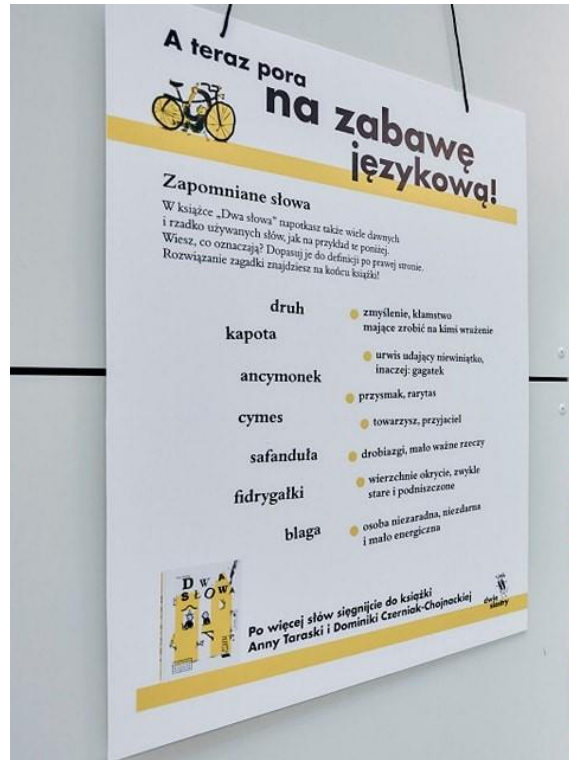 A teraz pora
na zabawę
językową!
Zapomniane słowa
W książce „Dwa słowa” napotkasz także wiele dawnych
i rzadko używanych słów, jak na przykład te poniżej.
Wiesz, co oznaczają? Dopasuj je do definicji po prawej stronie.
Rozwiązanie zagadki znajdziesz na końcu książki!
druh
kapota
ancymonek
cymes
safanduła
fidrygałki
blaga
zmyślenie, kłamstwo
mające zrobić na kimś wrażenie
urwis udający niewiniątko,
inaczej: gagatek
przysmak, rarytas
towarzysz, przyjaciel
drobiazgi, mało ważne rzeczy
wierzchnie okrycie, zwykle
stare i podniszczone
osoba niezaradna, niezdarna
i mało energiczna
DWA
SŁOWA
Po więcej słów sięgnijcie do książki
Anny Taraski i Dominiki Czerniak-Chojnackiej
dwie
siostry